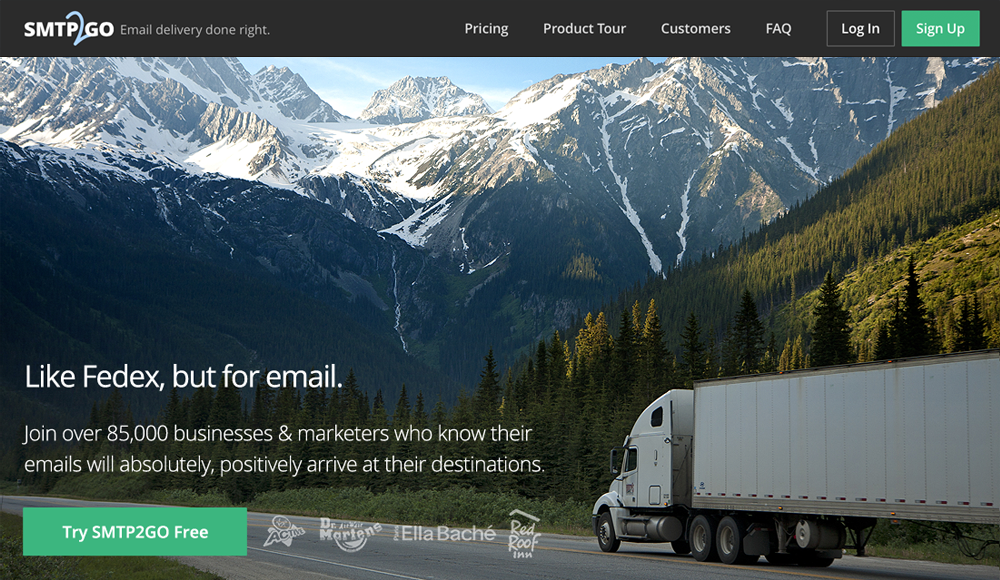 SMTP2GO Email delivery done right.
Pricing
Product Tour
Customers
FAQ
Log In
Sign Up
Like Fedex, but for email.
Join over 85,000 businesses & marketers who know their
emails will absolutely, positively arrive at their destinations.
Try SMTP2GO Free
Dr. Martens
Ella Baché
Red
Roof
Inn